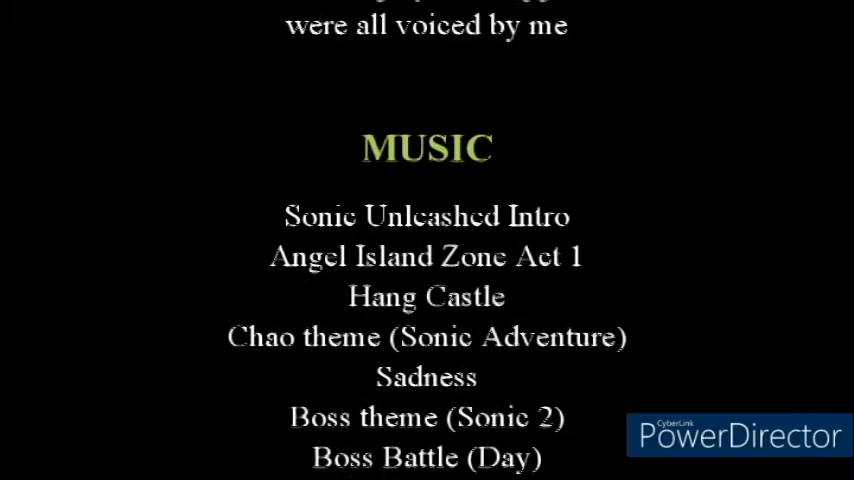 were all voiced by me
MUSIC
Sonic Unleashed Intro
Angel Island Zone Act 1
Hang Castle
Chao theme (Sonic Adventure)
Sadness
Boss theme (Sonic 2)
Boss Battle (Day)
CyberLink
PowerDirector